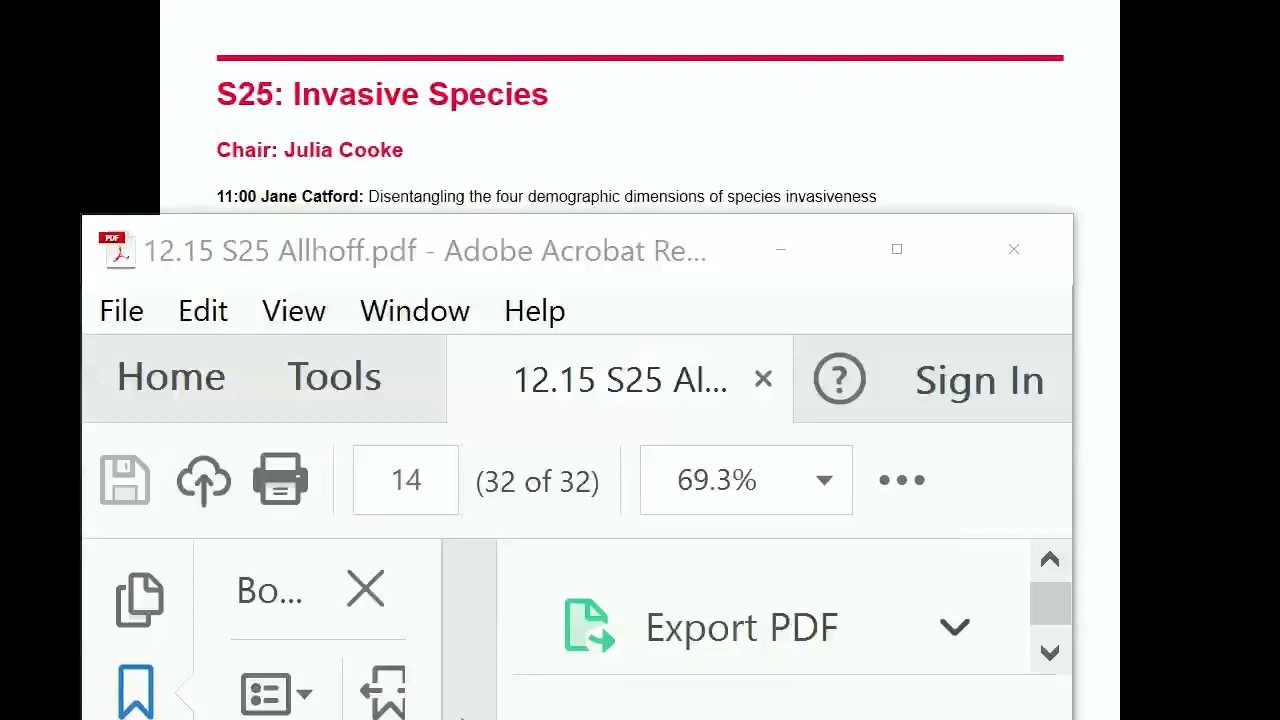 S25: Invasive Species
Chair: Julia Cooke
11:00 Jane Catford: Disentangling the four demographic dimensions of species invasiveness
PDF
12.15 S25 Allhoff.pdf - Adobe Acrobat Re...
File Edit View Window Help
Home Tools 12.15 S25 Al... Sign In
14 (32 of 32) 69.3%
Bo...
Export PDF